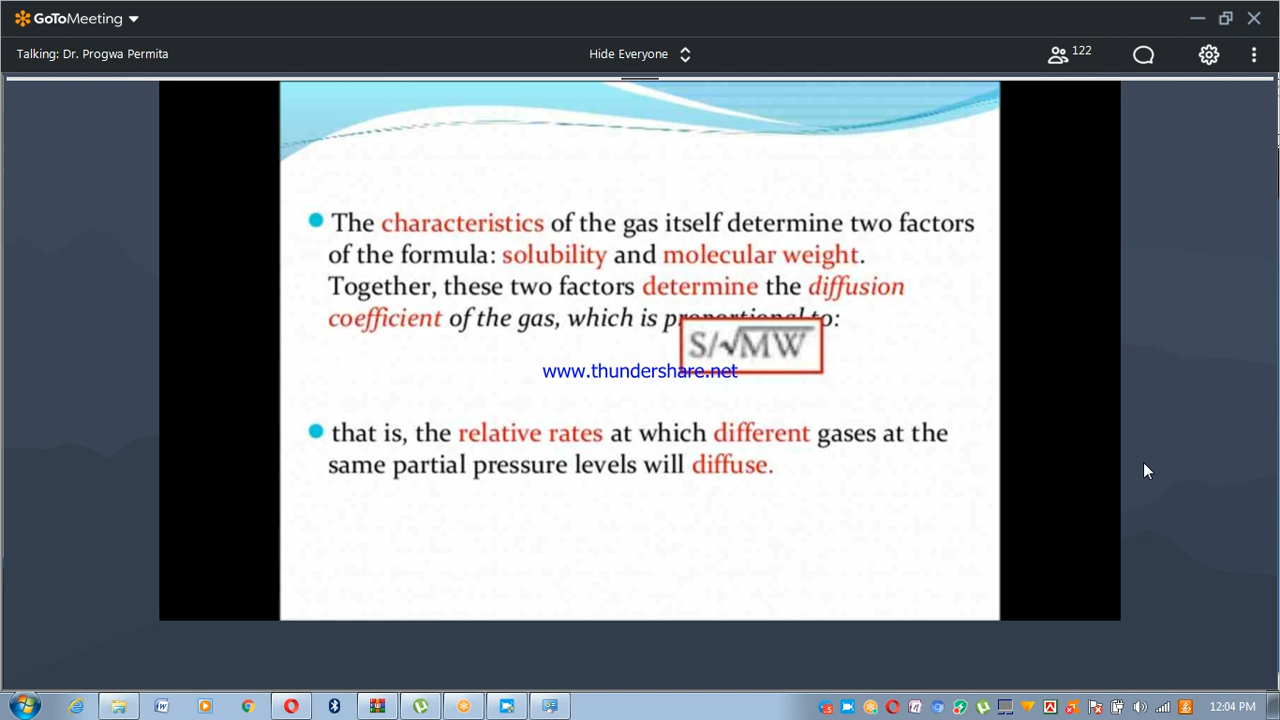 GoToMeeting
Talking: Dr. Progwa Permita
Hide Everyone
122
The characteristics of the gas itself determine two factors
of the formula: solubility and molecular weight.
Together, these two factors determine the diffusion
coefficient of the gas, which is proportional to:
S/√MW
www.thundershare.net
that is, the relative rates at which different gases at the
same partial pressure levels will diffuse.
12:04 PM